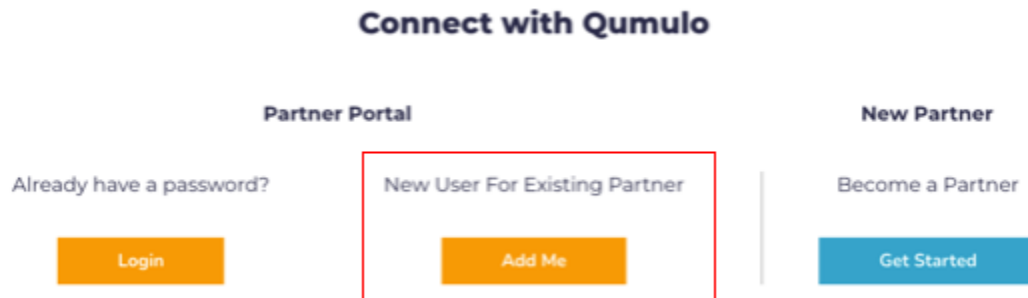 Connect with Qumulo
Partner Portal
New Partner
Already have a password?
New User For Existing Partner
Become a Partner
Login
Add Me
Get Started